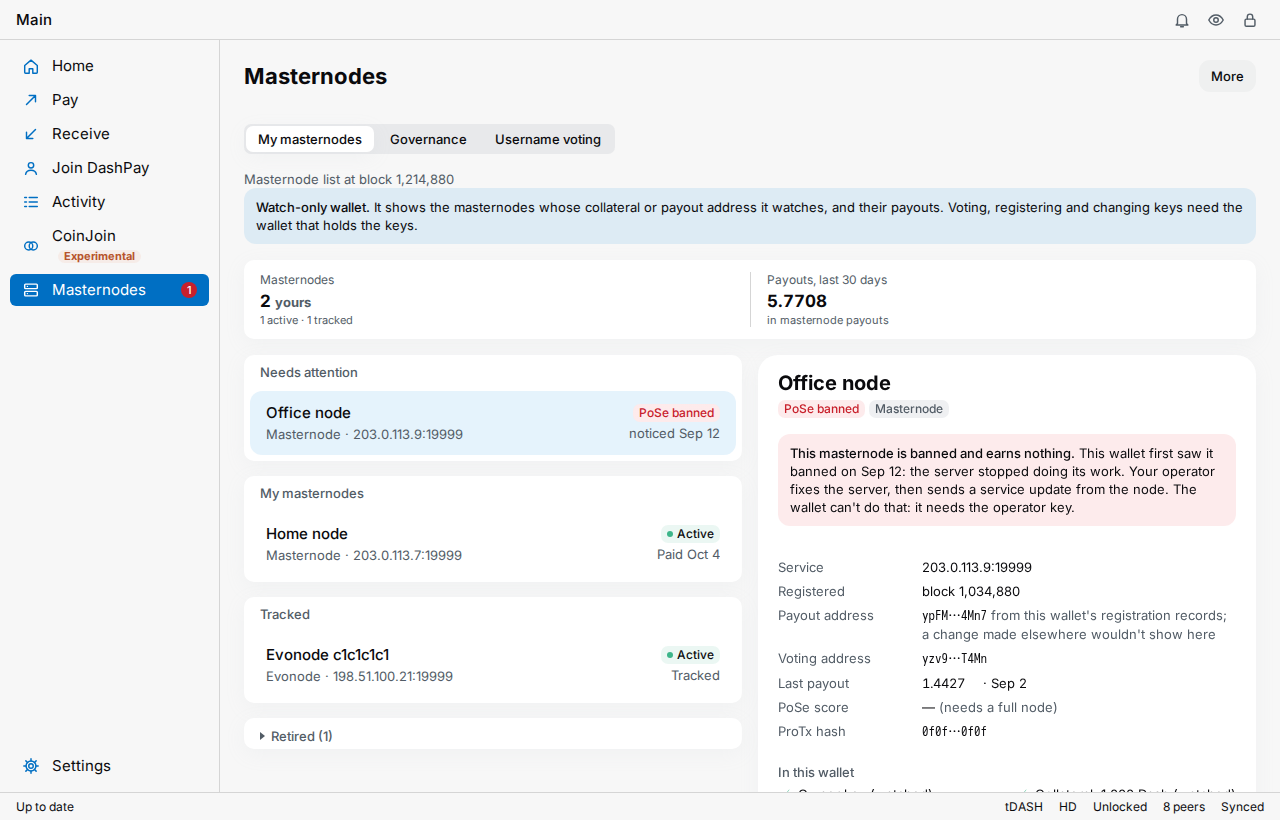 Main
Home
Pay
Receive
Join DashPay
Activity
CoinJoin
Experimental
Masternodes 1
Settings
Masternodes
More
My masternodes Governance Username voting
Masternode list at block 1,214,880
Watch-only wallet. It shows the masternodes whose collateral or payout address it watches, and their payouts. Voting, registering and changing keys need the
wallet that holds the keys.
Masternodes
2 yours
1 active · 1 tracked
Payouts, last 30 days
5.7708
in masternode payouts
Needs attention
Office node PoSe banned
Masternode · 203.0.113.9:19999 noticed Sep 12
My masternodes
Home node Active
Masternode · 203.0.113.7:19999 Paid Oct 4
Tracked
Evonode c1c1c1c1 Active
Evonode · 198.51.100.21:19999 Tracked
Retired (1)
Office node
PoSe banned Masternode
This masternode is banned and earns nothing. This wallet first saw it
banned on Sep 12: the server stopped doing its work. Your operator
fixes the server, then sends a service update from the node. The
wallet can't do that: it needs the operator key.
Service 203.0.113.9:19999
Registered block 1,034,880
Payout address ypFM···4Mn7 from this wallet's registration records;
a change made elsewhere wouldn't show here
Voting address yzv9···T4Mn
Last payout 1.4427 · Sep 2
PoSe score — (needs a full node)
ProTx hash 0f0f···0f0f
In this wallet
Up to date
tDASH HD Unlocked 8 peers Synced